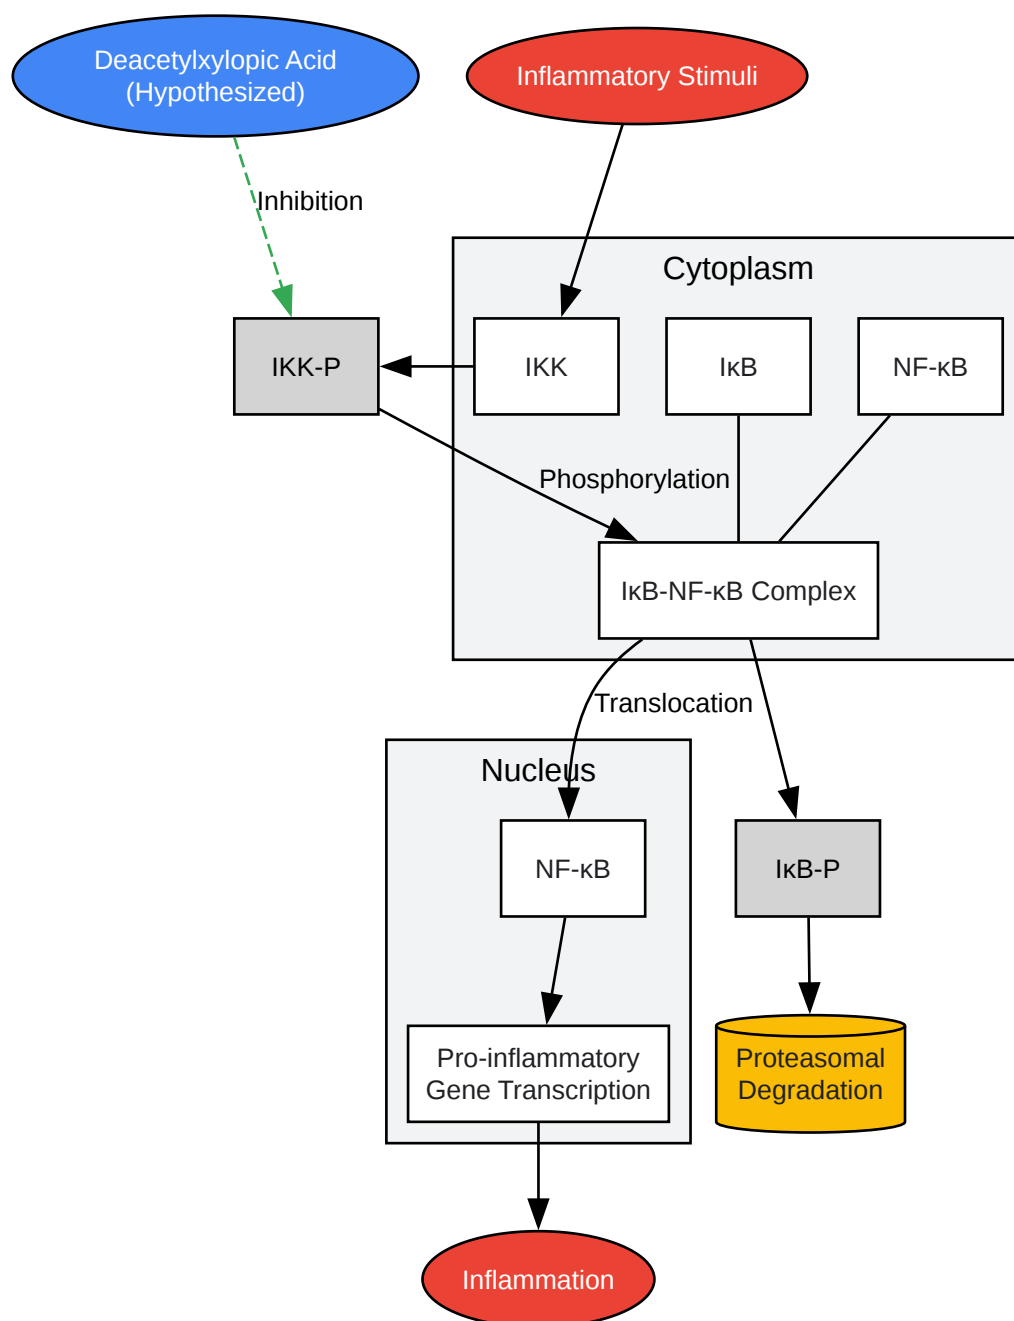 Deacetylxylopic Acid
(Hypothesized)
Inflammatory Stimuli
Inhibition
Cytoplasm
IKK-P
IKK
IκB
NF-κB
Phosphorylation
IκB-NF-κB Complex
Translocation
Nucleus
NF-κB
IκB-P
Pro-inflammatory
Gene Transcription
Proteasomal
Degradation
Inflammation